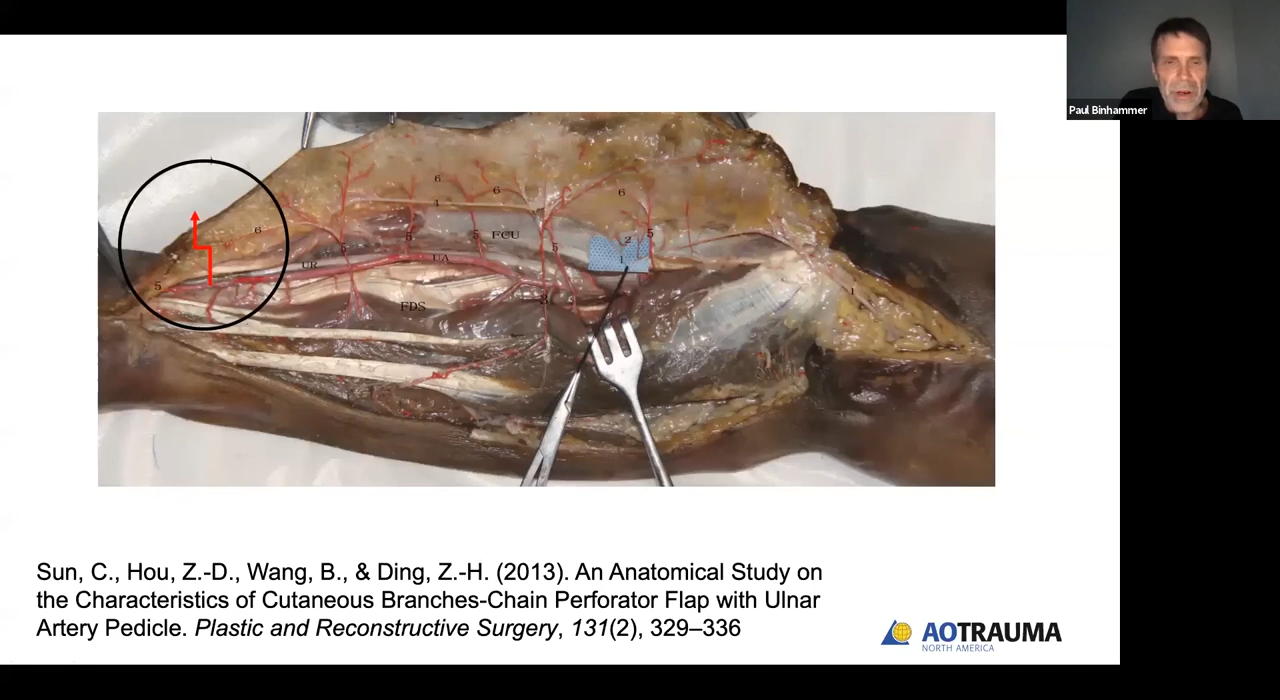 Paul Binhammer
6
6
6
4
6
FCU
5
5
5
5
5
2
1
UR
UA
1
5
3
FDS
Sun, C., Hou, Z.-D., Wang, B., & Ding, Z.-H. (2013). An Anatomical Study on
the Characteristics of Cutaneous Branches-Chain Perforator Flap with Ulnar
Artery Pedicle. Plastic and Reconstructive Surgery, 131(2), 329–336
AOTRAUMA
NORTH AMERICA